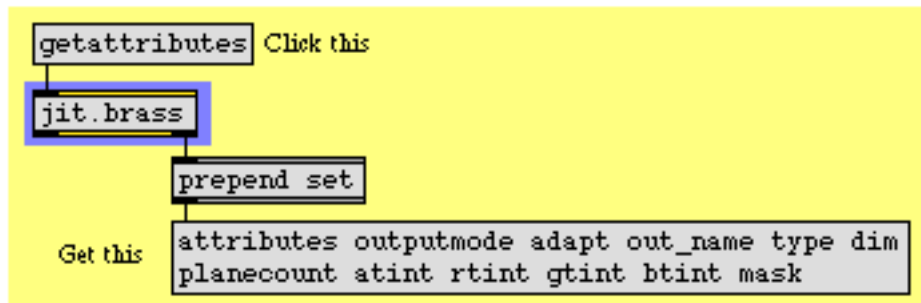 getattributes Click this
jit.brass
prepend set
attributes outputmode adapt out_name type dim
Get this
planecount atint rtint gtint btint mask